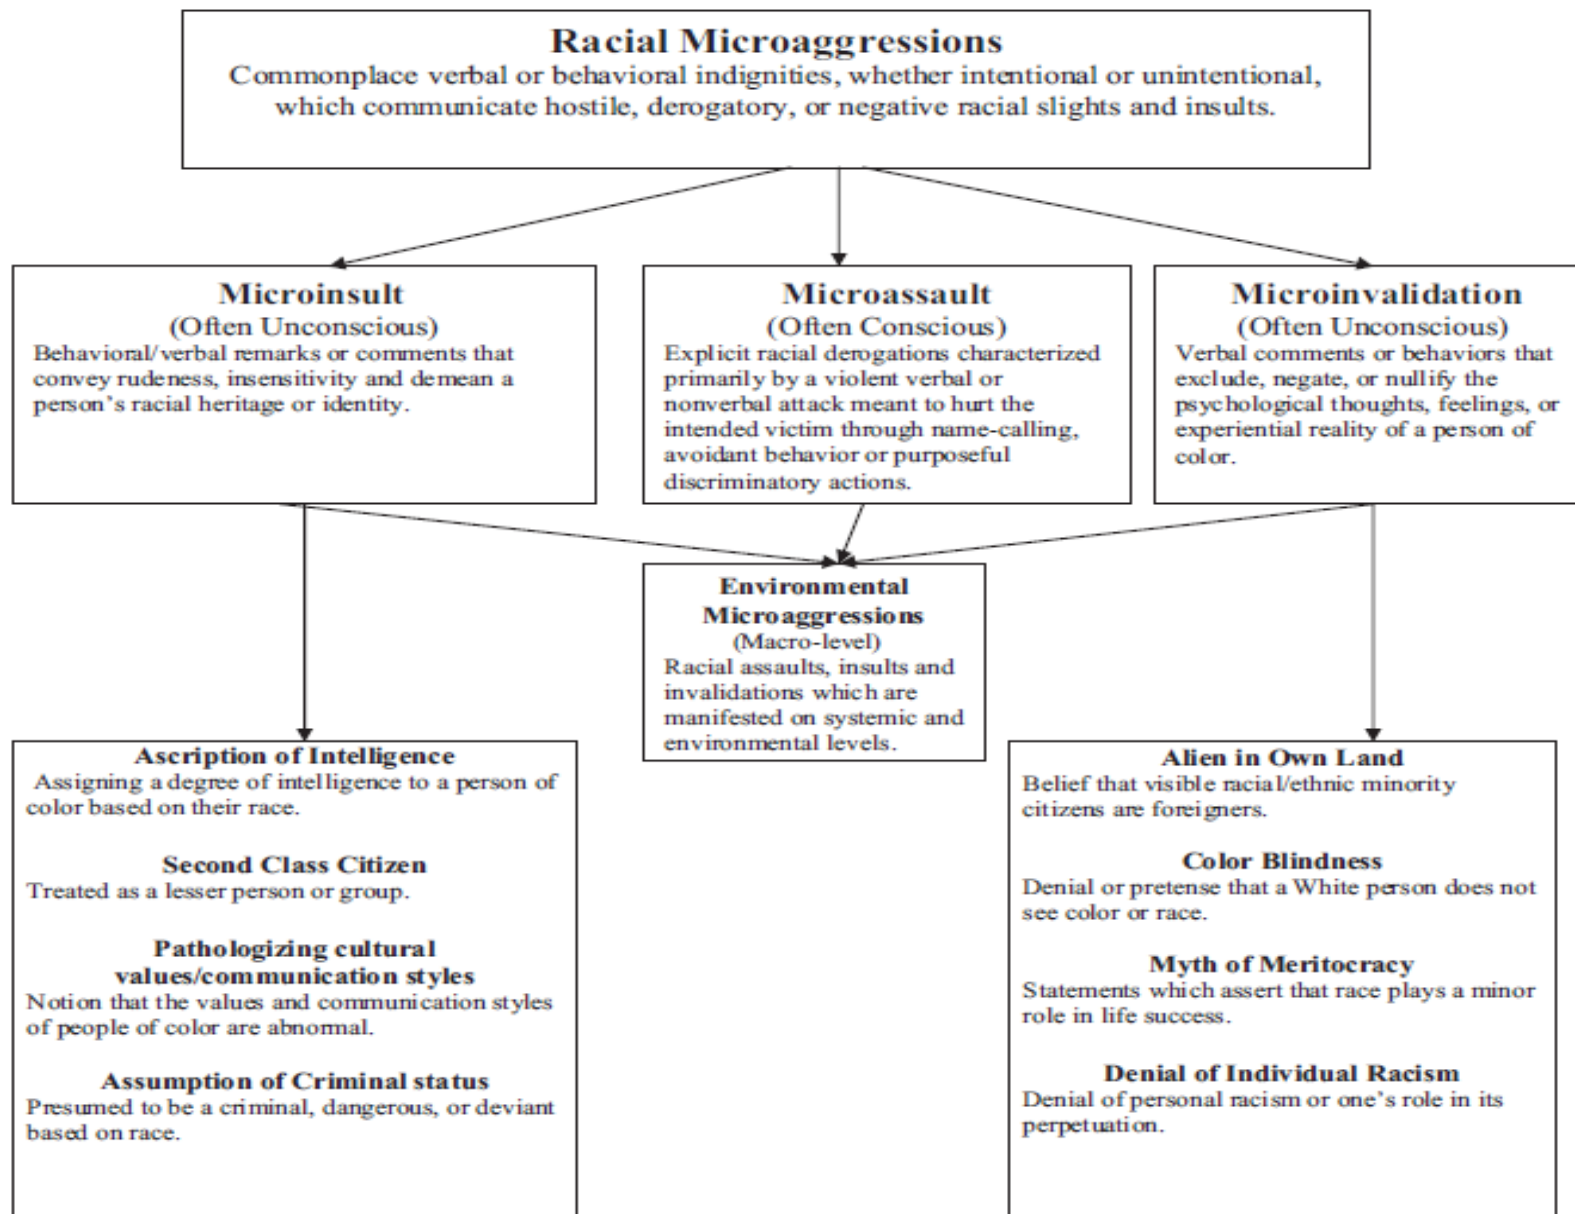 Racial Microaggressions
Commonplace verbal or behavioral indignities, whether intentional or unintentional,
which communicate hostile, derogatory, or negative racial slights and insults.
Microinsult
(Often Unconscious)
Behavioral/verbal remarks or comments that
convey rudeness, insensitivity and demean a
person's racial heritage or identity.
Microassault
(Often Conscious)
Explicit racial derogations characterized
primarily by a violent verbal or
nonverbal attack meant to hurt the
intended victim through name-calling,
avoidant behavior or purposeful
discriminatory actions.
Microinvalidation
(Often Unconscious)
Verbal comments or behaviors that
exclude, negate, or nullify the
psychological thoughts, feelings, or
experiential reality of a person of
color.
Environmental
Microaggressions
(Macro-level)
Racial assaults, insults and
invalidations which are
manifested on systemic and
environmental levels.
Ascription of Intelligence
Assigning a degree of intelligence to a person of
color based on their race.
Second Class Citizen
Treated as a lesser person or group.
Pathologizing cultural
values/communication styles
Notion that the values and communication styles
of people of color are abnormal.
Assumption of Criminal status
Presumed to be a criminal, dangerous, or deviant
based on race.
Alien in Own Land
Belief that visible racial/ethnic minority
citizens are foreigners.
Color Blindness
Denial or pretense that a White person does not
see color or race.
Myth of Meritocracy
Statements which assert that race plays a minor
role in life success.
Denial of Individual Racism
Denial of personal racism or one's role in its
perpetuation.